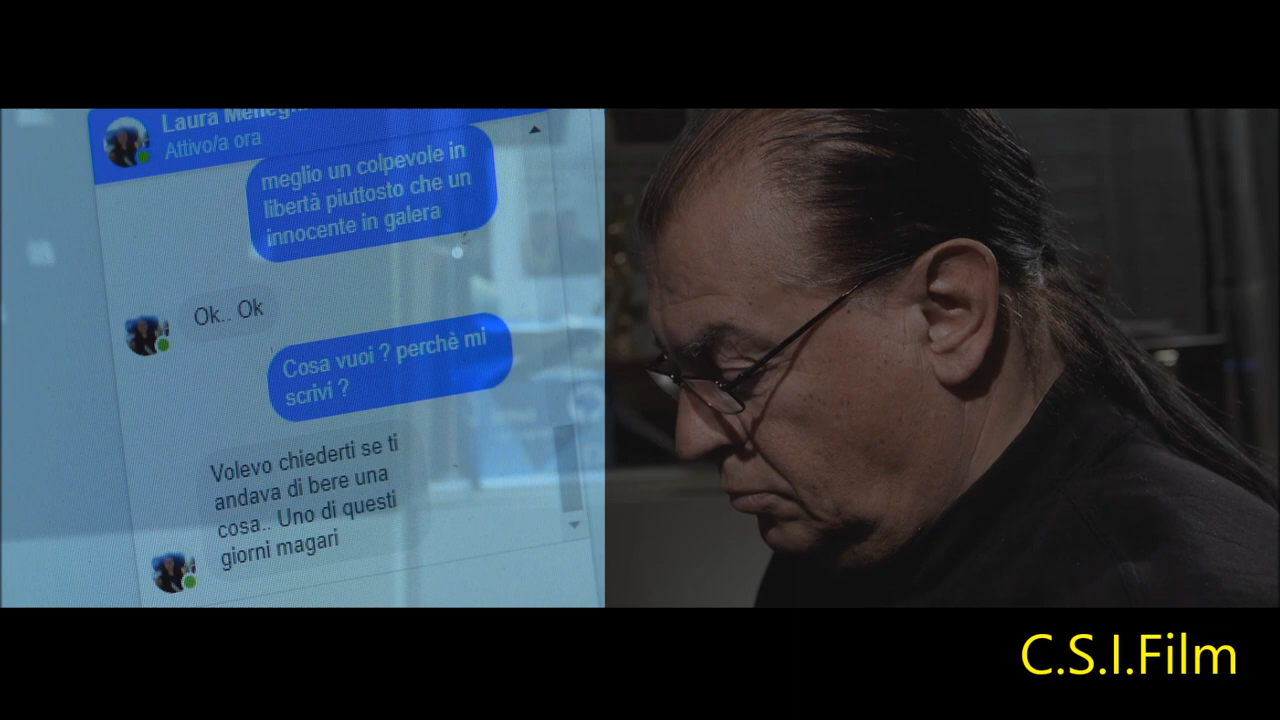 Laura
Attivo/a ora
meglio un colpevole in
libertà piuttosto che un
innocente in galera
Ok.. Ok
Cosa vuoi ? perchè mi
scrivi ?
Volevo chiederti se ti
andava di bere una
cosa.. Uno di questi
giorni magari
C.S.I.Film